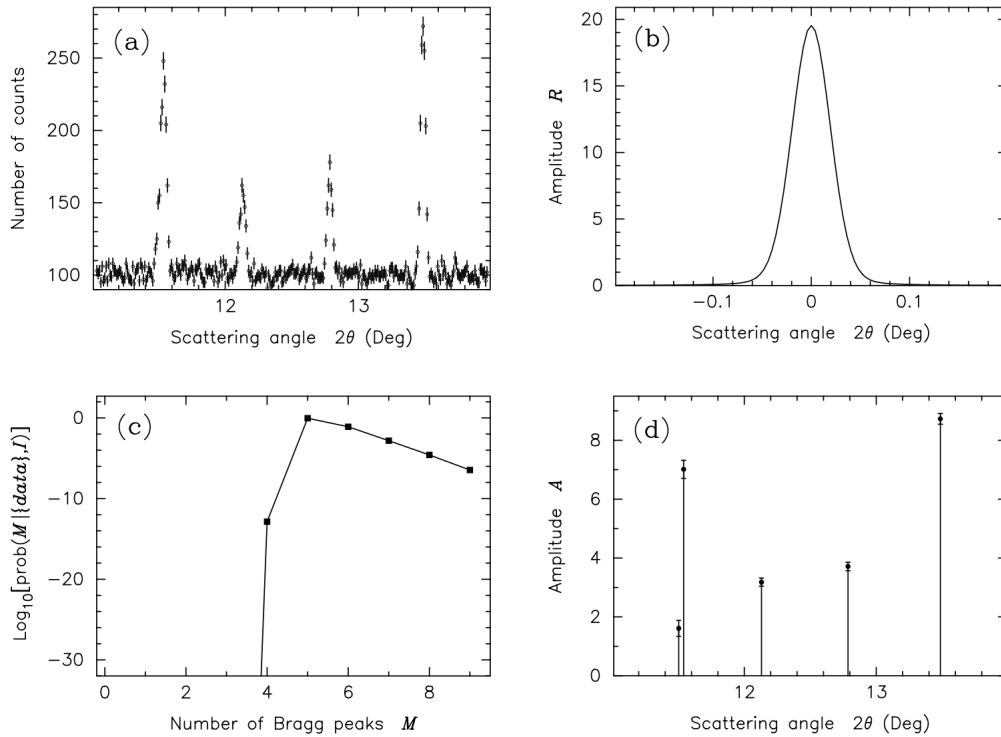 (a)
Number of counts
250
200
150
100
12
13
Scattering angle 2θ (Deg)
(b)
Amplitude R
20
15
10
5
0
−0.1
0
0.1
Scattering angle 2θ (Deg)
(c)
Log₁₀[prob(M|{data},I)]
0
−10
−20
−30
0
2
4
6
8
Number of Bragg peaks M
(d)
Amplitude A
8
6
4
2
0
12
13
Scattering angle 2θ (Deg)